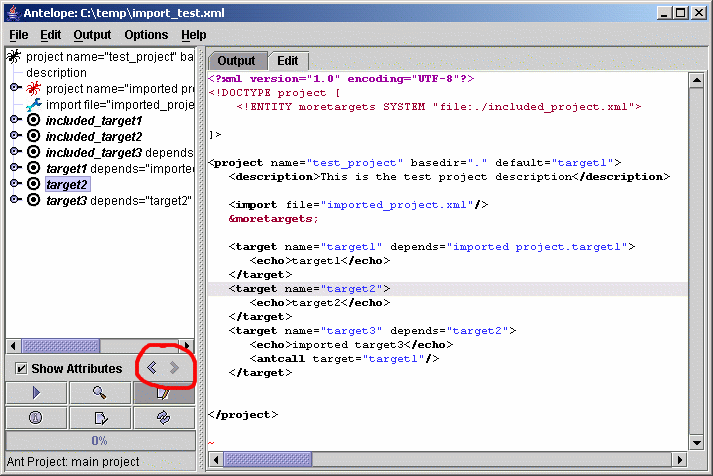 Antelope: C:\temp\import_test.xml
File Edit Output Options Help
project name="test_project" ba
description
project name="imported pro
import file="imported_proje
included_target1
included_target2
included_target3 depends
target1 depends="importe
target2
target3 depends="target2"
Show Attributes
0%
Ant Project: main project
Output Edit
<?xml version="1.0" encoding="UTF-8"?>
<!DOCTYPE project [
<!ENTITY moretargets SYSTEM "file:./included_project.xml">
]>
<project name="test_project" basedir="." default="target1">
<description>This is the test project description</description>
<import file="imported_project.xml"/>
&moretargets;
<target name="target1" depends="imported project.target1">
<echo>target1</echo>
</target>
<target name="target2">
<echo>target2</echo>
</target>
<target name="target3" depends="target2">
<echo>imported target3</echo>
<antcall target="target1"/>
</target>
</project>
~